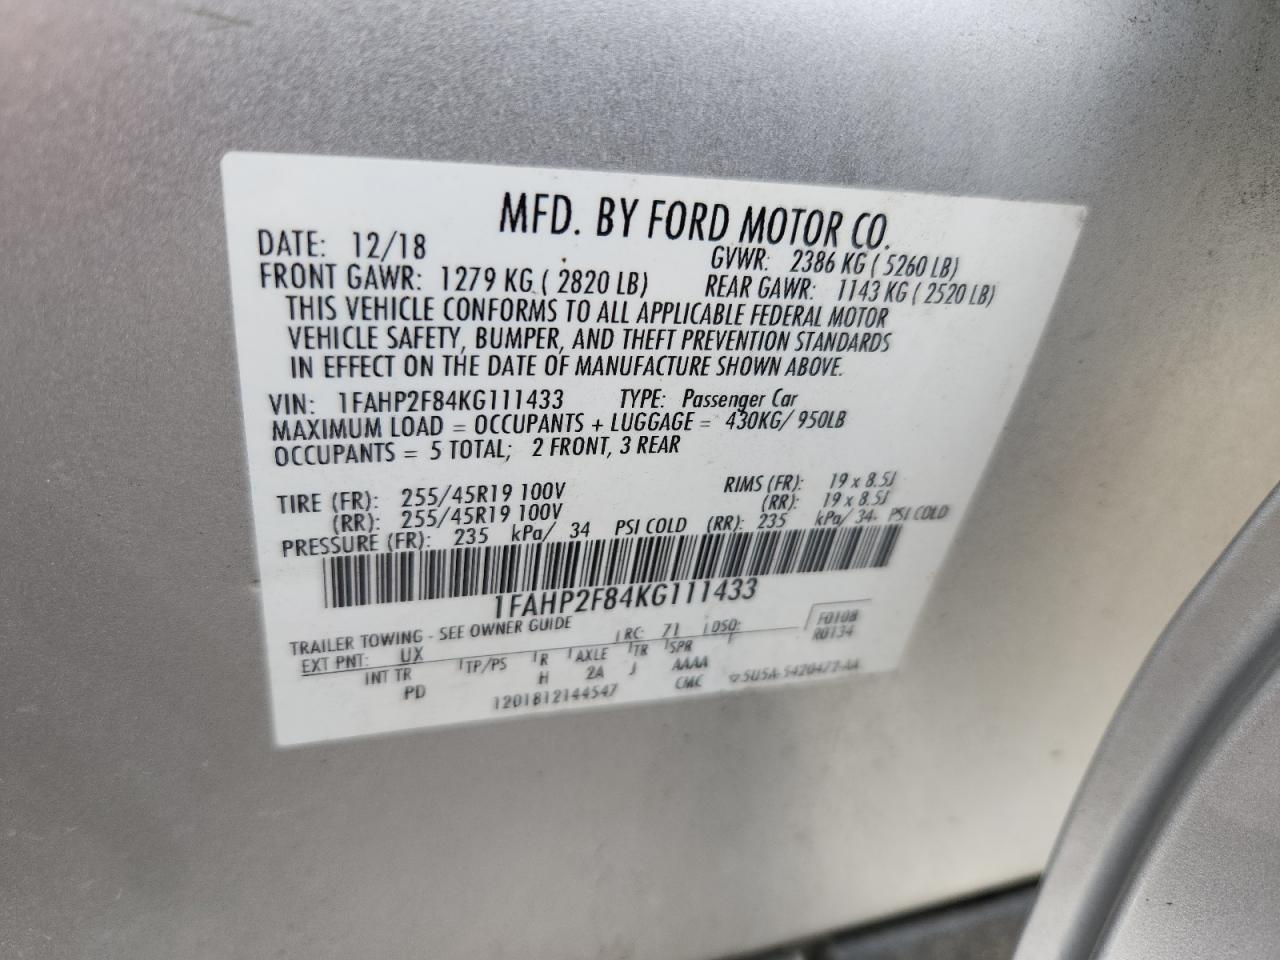 MFD. BY FORD MOTOR CO.
DATE: 12/18 GVWR: 2386 KG ( 5260 LB)
FRONT GAWR: 1279 KG ( 2820 LB) REAR GAWR: 1143 KG ( 2520 LB)
THIS VEHICLE CONFORMS TO ALL APPLICABLE FEDERAL MOTOR
VEHICLE SAFETY, BUMPER, AND THEFT PREVENTION STANDARDS
IN EFFECT ON THE DATE OF MANUFACTURE SHOWN ABOVE.
VIN: 1FAHP2F84KG111433 TYPE: Passenger Car
MAXIMUM LOAD = OCCUPANTS + LUGGAGE = 430KG/ 950LB
OCCUPANTS = 5 TOTAL; 2 FRONT, 3 REAR
TIRE (FR): 255/45R19 100V RIMS (FR): 19 x 8.5J
(RR): 255/45R19 100V (RR): 19 x 8.5J
PRESSURE (FR): 235 kPa/ 34 PSI COLD (RR): 235 kPa/ 34 PSI COLD
1FAHP2F84KG111433
TRAILER TOWING - SEE OWNER GUIDE
EXT PNT: UX RC: 71 DSO: F0108
R0134
INT TR TP/PS R AXLE TR SPR
PD H 2A J AAAA
1201812144547 CMC